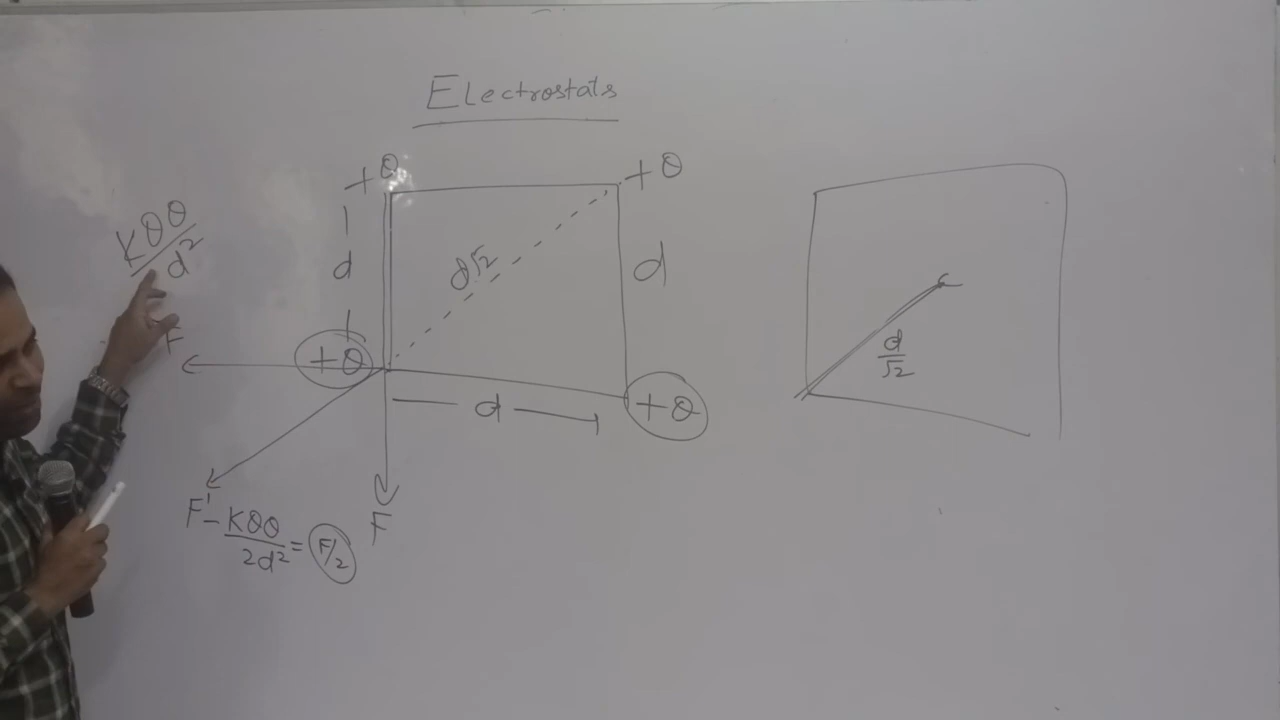 Electrostats
+Q
+Q
KQQ/d²
d
d√2
d
F
+Q
d
+Q
d/√2
F' - KQQ/2d² = F/2
F